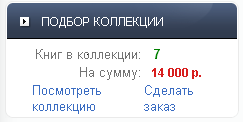 ПОДБОР КОЛЛЕКЦИИ
Книг в коллекции: 7
На сумму: 14 000 р.
Посмотреть Сделать
коллекцию заказ